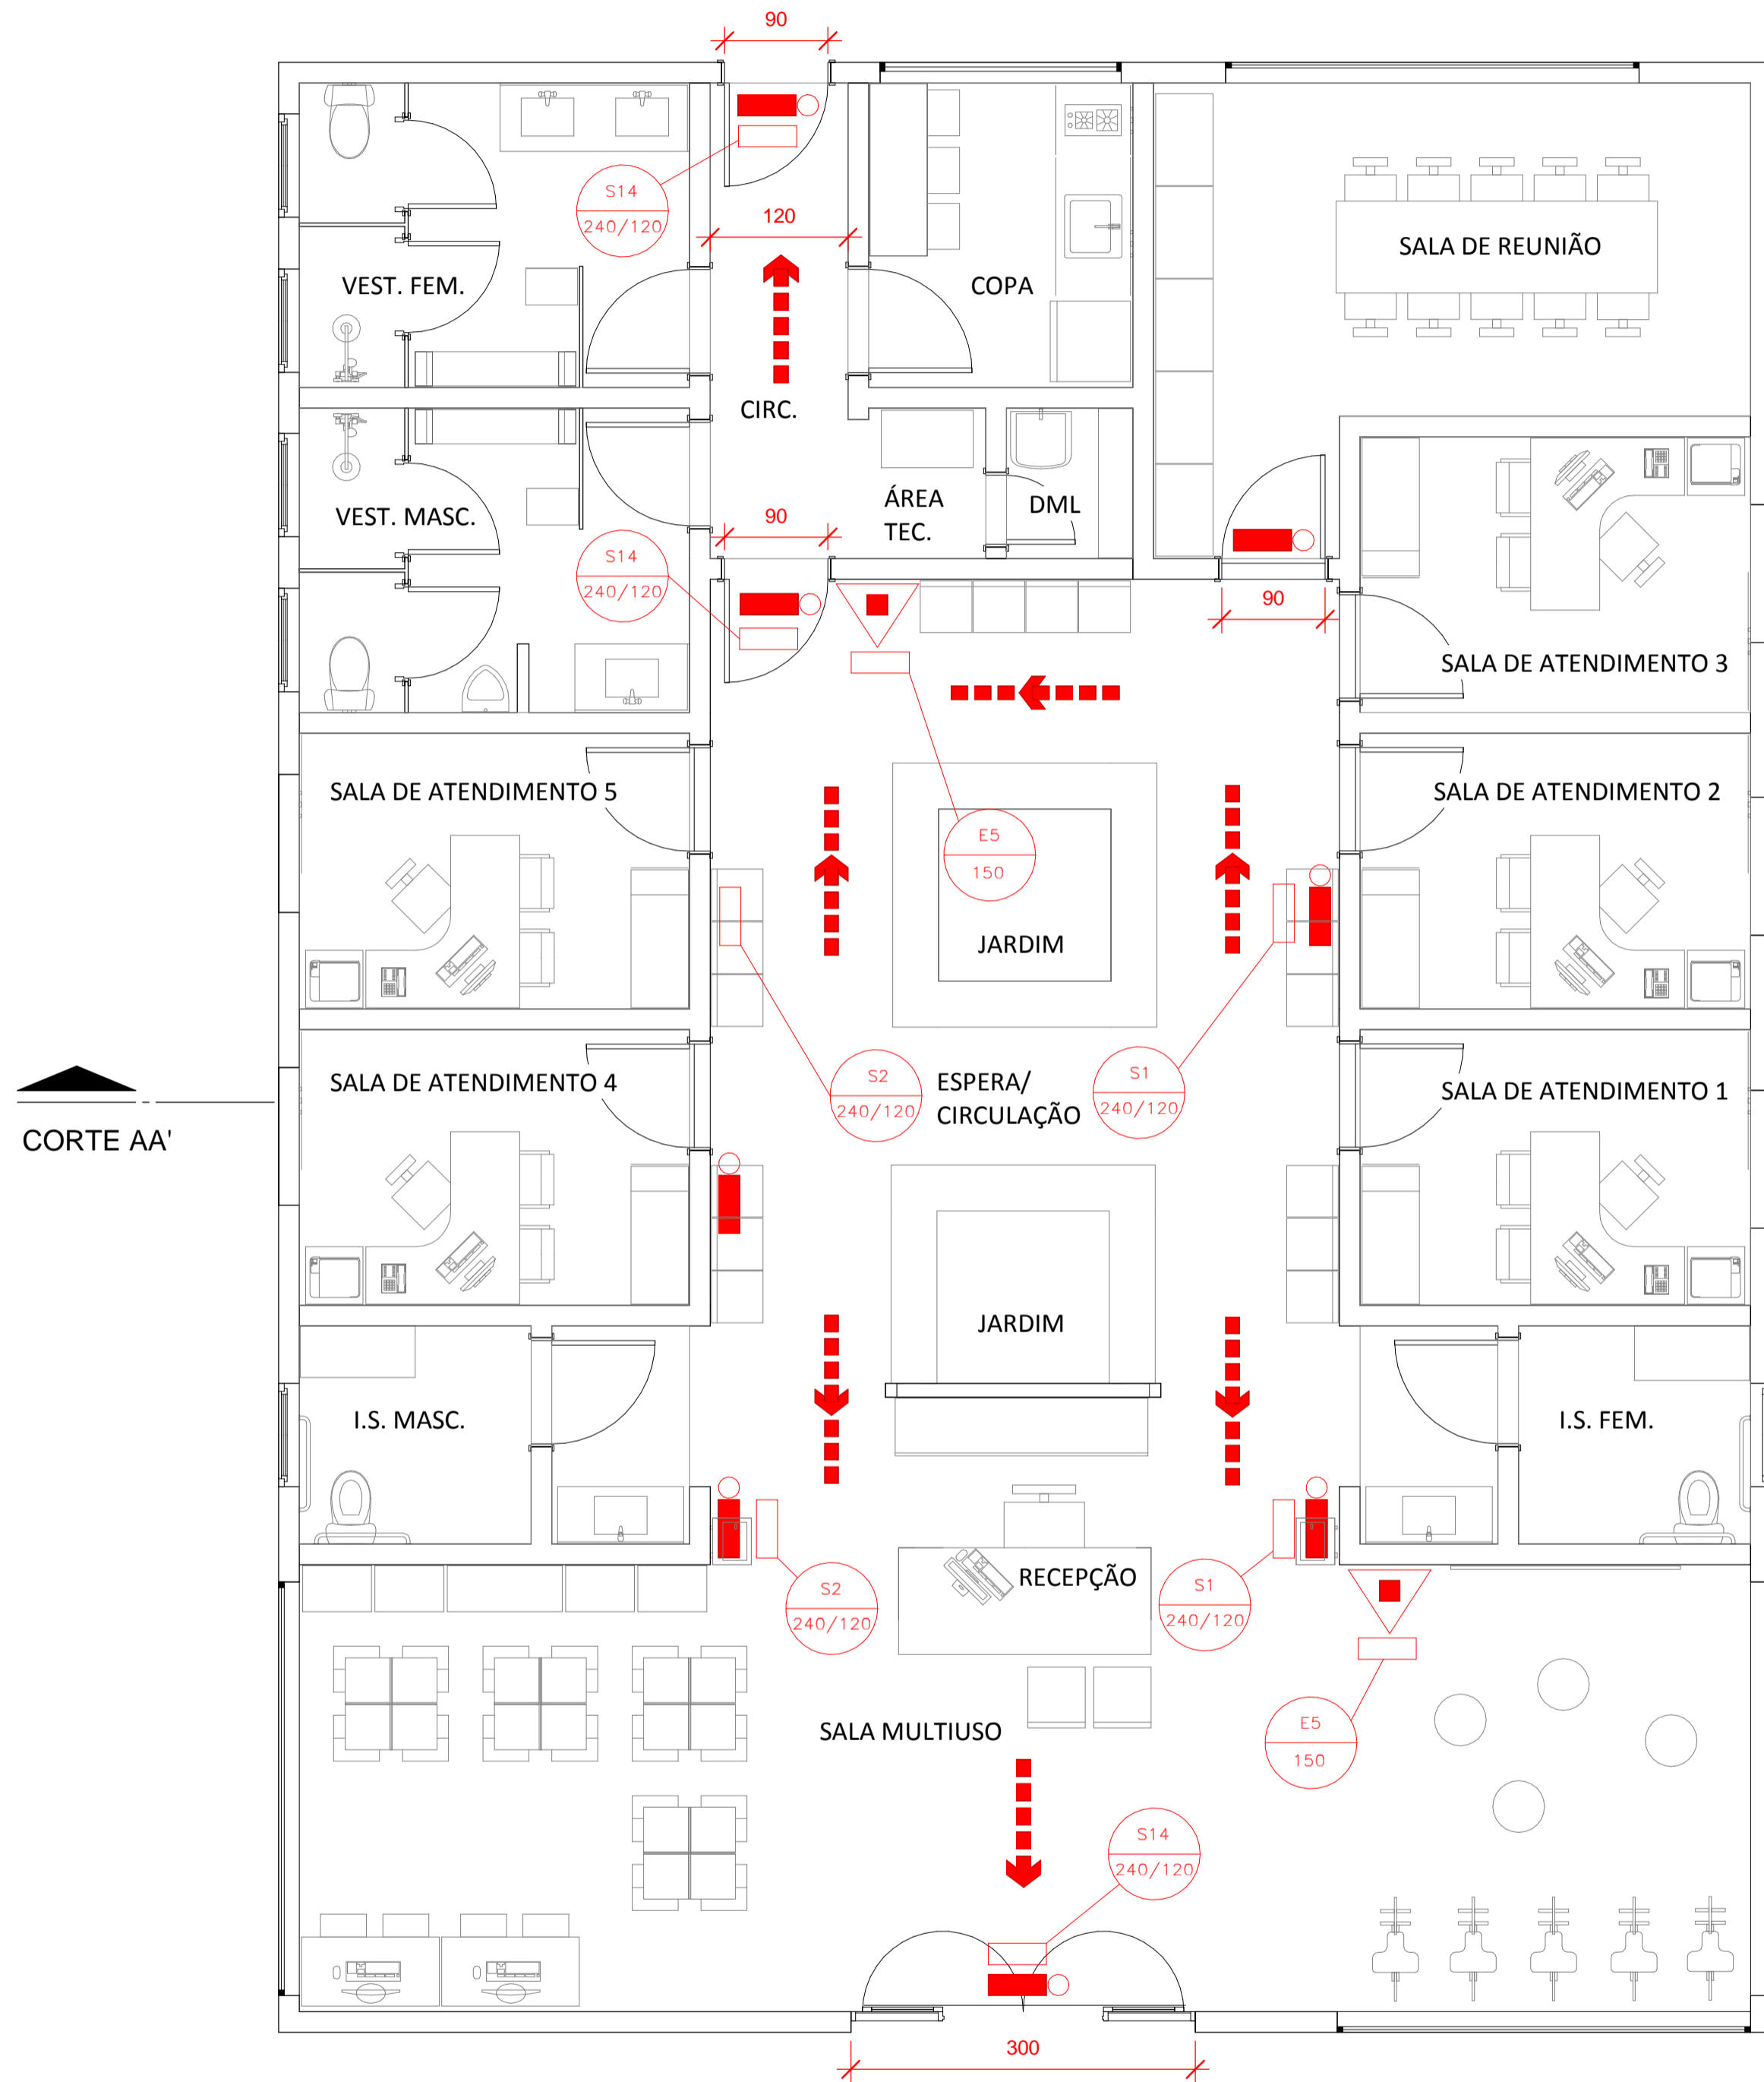 90
S14
240/120
120
SALA DE REUNIÃO
VEST. FEM.
COPA
CIRC.
VEST. MASC.
ÁREA
TEC.
DML
90
S14
240/120
90
SALA DE ATENDIMENTO 3
SALA DE ATENDIMENTO 5
SALA DE ATENDIMENTO 2
E5
150
JARDIM
S2
240/120
ESPERA/
CIRCULAÇÃO
S1
240/120
SALA DE ATENDIMENTO 4
SALA DE ATENDIMENTO 1
CORTE AA'
JARDIM
I.S. MASC.
I.S. FEM.
RECEPÇÃO
S2
240/120
S1
240/120
SALA MULTIUSO
E5
150
S14
240/120
300